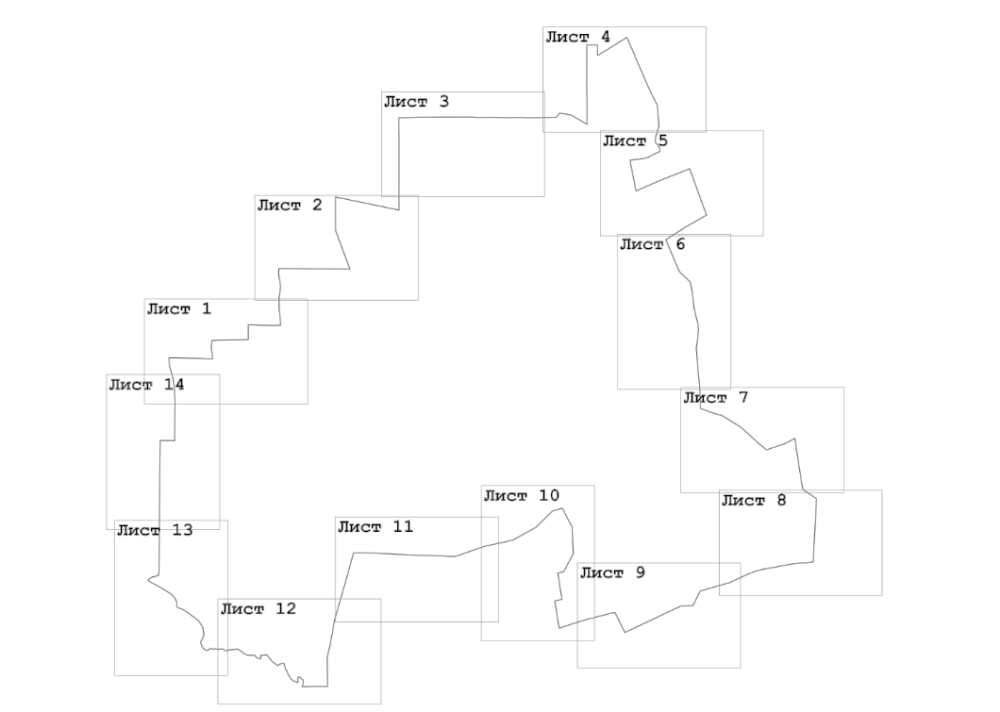 Лист 4
Лист 3
Лист 5
Лист 2
Лист 6
Лист 1
Лист 14
Лист 7
Лист 10
Лист 8
Лист 11
Лист 13
Лист 9
Лист 12